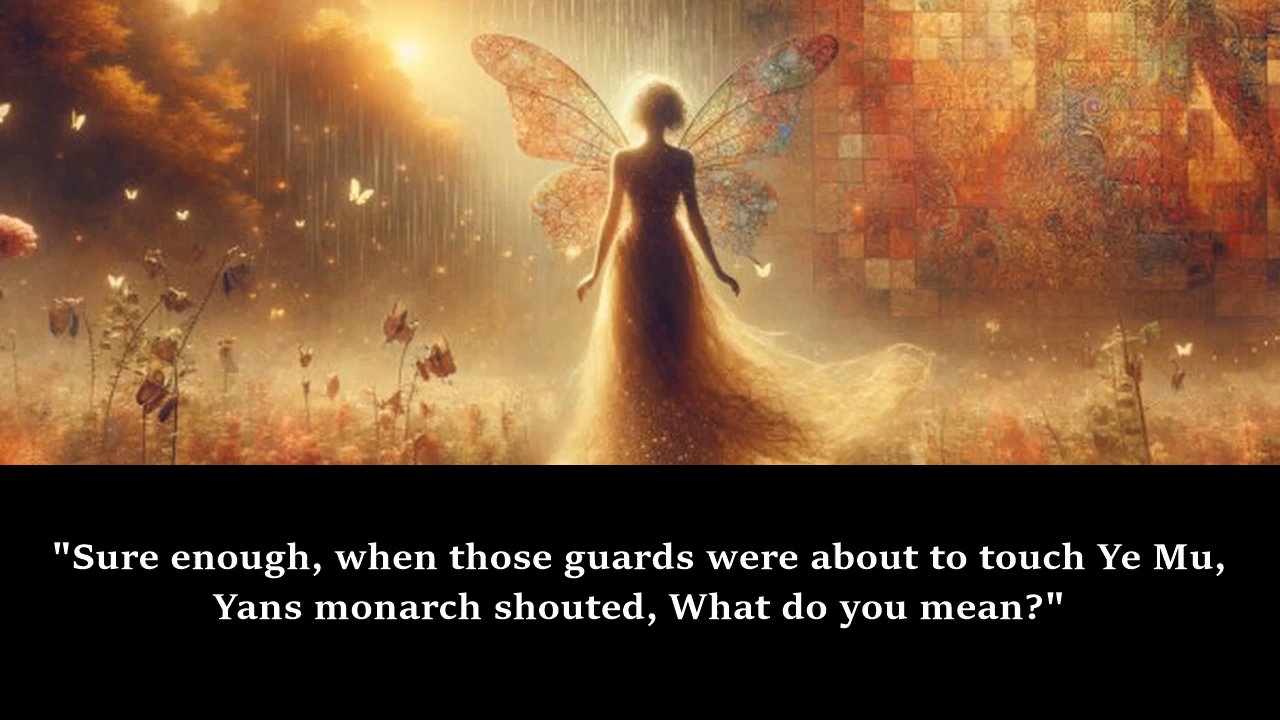 "Sure enough, when those guards were about to touch Ye Mu,
Yans monarch shouted, What do you mean?"